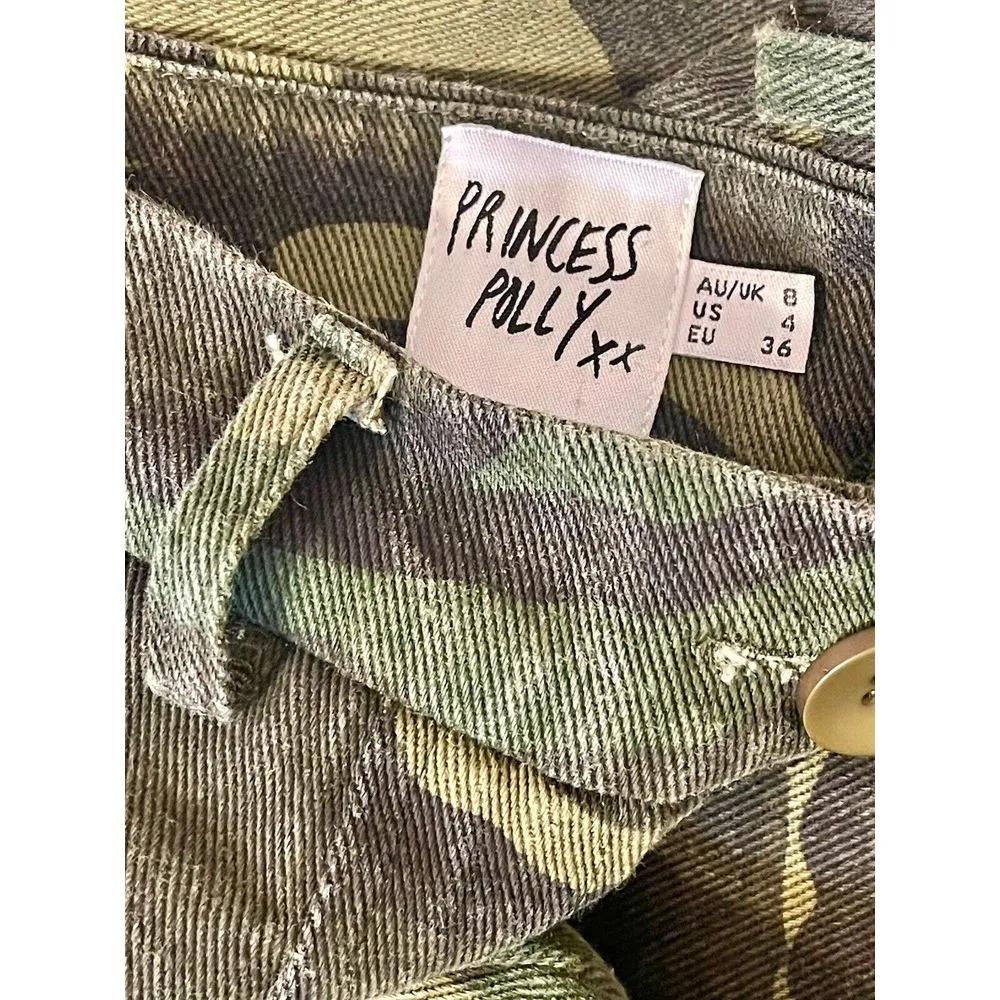 PRINCESS
POLLY xx
AU/UK 8
US 4
EU 36